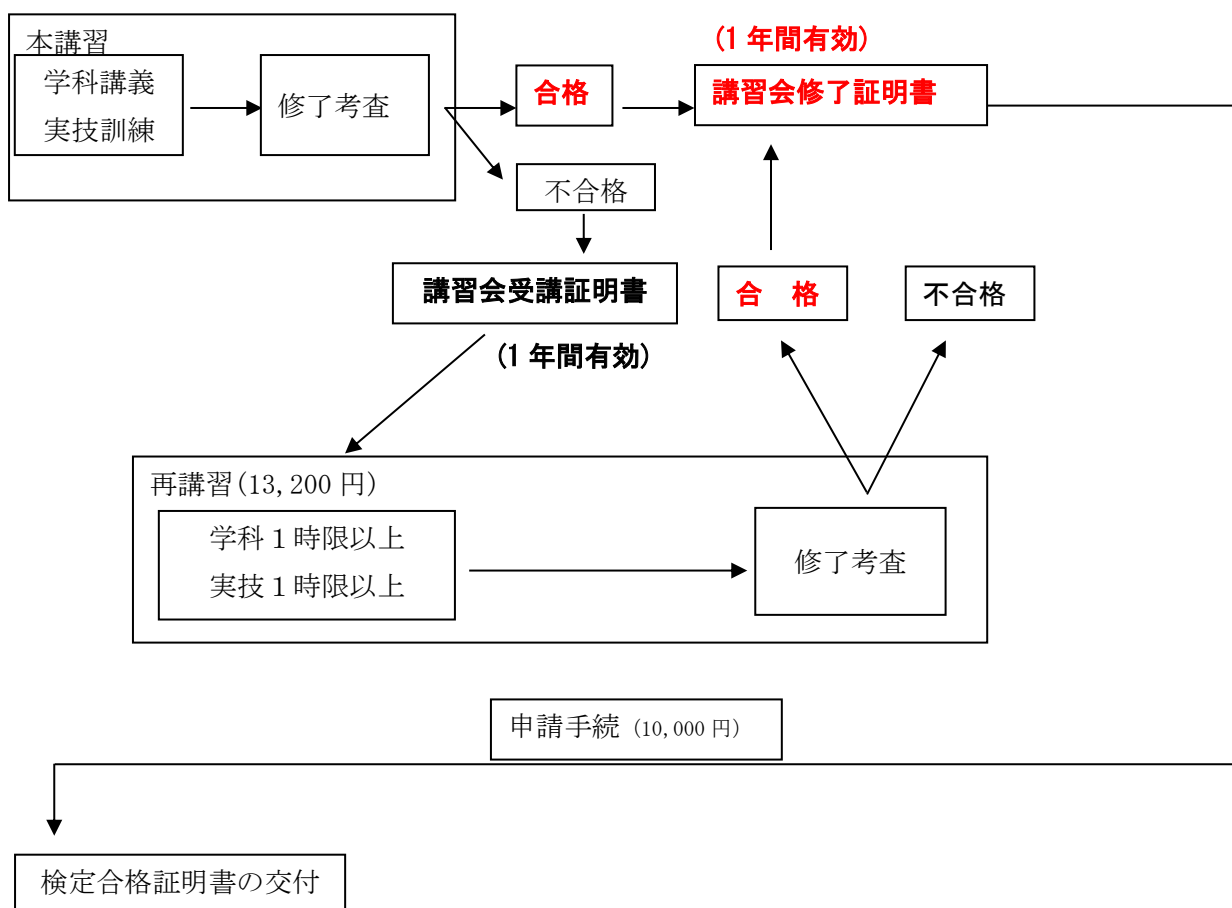 本講習
学科講義
実技訓練
修了考査
合格
(1年間有効)
講習会修了証明書
不合格
講習会受講証明書
(1年間有効)
合　格
不合格
再講習(13,200円)
学科１時限以上
実技１時限以上
修了考査
申請手続（10,000円）
検定合格証明書の交付